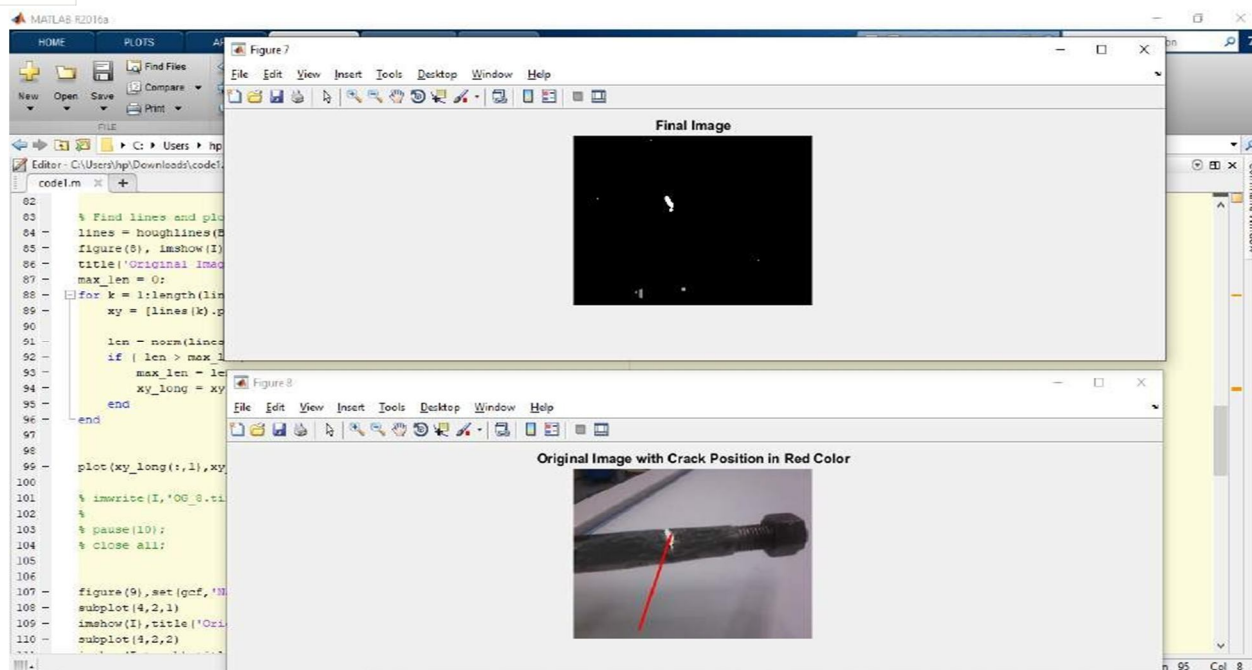 MATLAB R2016a
HOME PLOTS
Figure 7
File Edit View Insert Tools Desktop Window Help
New Open Save
Find Files
Compare
Print
FILE
Final Image
C: Users hp
Editor - C:\Users\hp\Downloads\code1.
code1.m
82
83 % Find lines and plo
84 - lines = houghlines(B
85 - figure(8), imshow(I)
86 - title('Original Imag
87 - max_len = 0;
88 - for k = 1:length(lin
89 - xy = [lines(k).p
90
91 - len = norm(lines
92 - if ( len > max_l
93 - max_len = le
94 - xy_long = xy
95 - end
96 - end
97
98
99 - plot(xy_long(:,1),xy
100
101 % imwrite(I,'OG_8.ti
102 %
103 % pause(10);
104 % close all;
105
106
107 - figure(9),set(gcf,'N
108 - subplot(4,2,1)
109 - imshow(I),title('Ori
110 - subplot(4,2,2)
Figure 8
File Edit View Insert Tools Desktop Window Help
Original Image with Crack Position in Red Color
95 Col 8